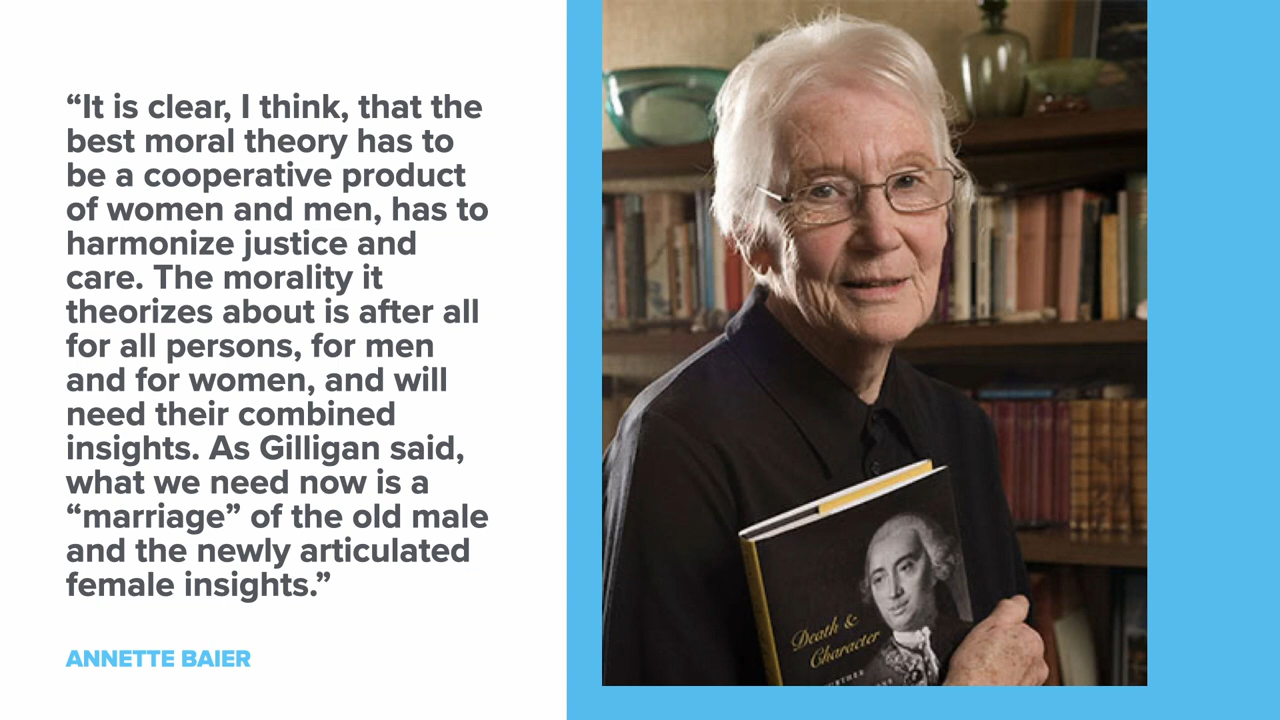 “It is clear, I think, that the
best moral theory has to
be a cooperative product
of women and men, has to
harmonize justice and
care. The morality it
theorizes about is after all
for all persons, for men
and for women, and will
need their combined
insights. As Gilligan said,
what we need now is a
“marriage” of the old male
and the newly articulated
female insights.”
ANNETTE BAIER
Death &
Character